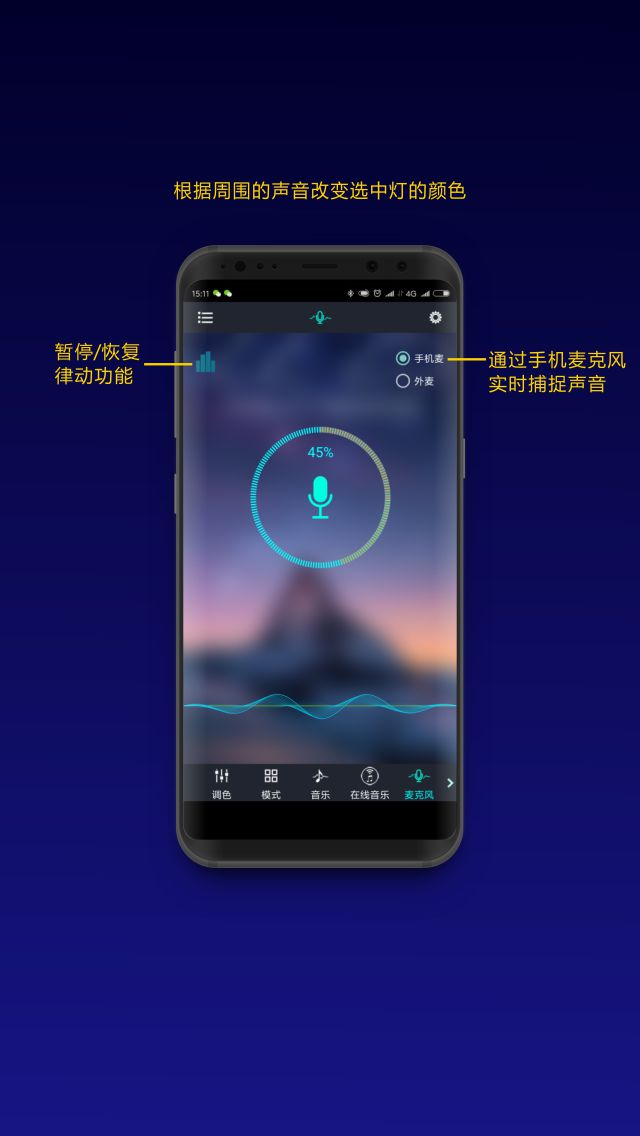 根据周围的声音改变选中灯的颜色
15:11
4G
暂停/恢复
律动功能
手机麦
外麦
通过手机麦克风
实时捕捉声音
45%
调色
模式
音乐
在线音乐
麦克风